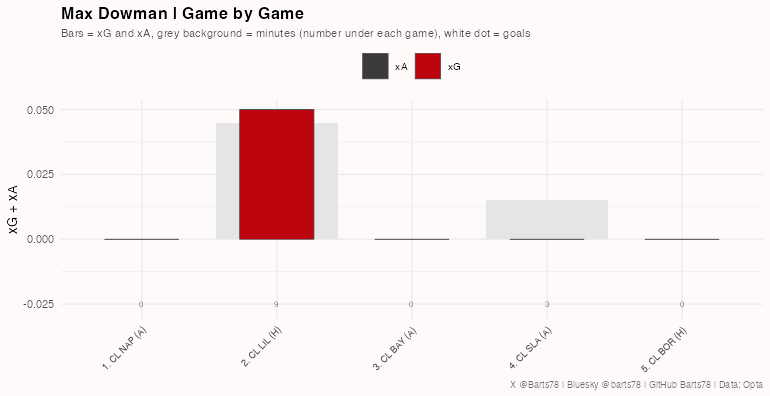 Max Dowman | Game by Game
Bars = xG and xA, grey background = minutes (number under each game), white dot = goals
xA xG
xG + xA
0.050
0.025
0.000
-0.025
0 9 0 3 0
1. CL NAP (A)
2. CL LIL (H)
3. CL BAY (A)
4. CL SLA (A)
5. CL BOR (H)
X @Barts78 | Bluesky @barts78 | GitHub Barts78 | Data: Opta